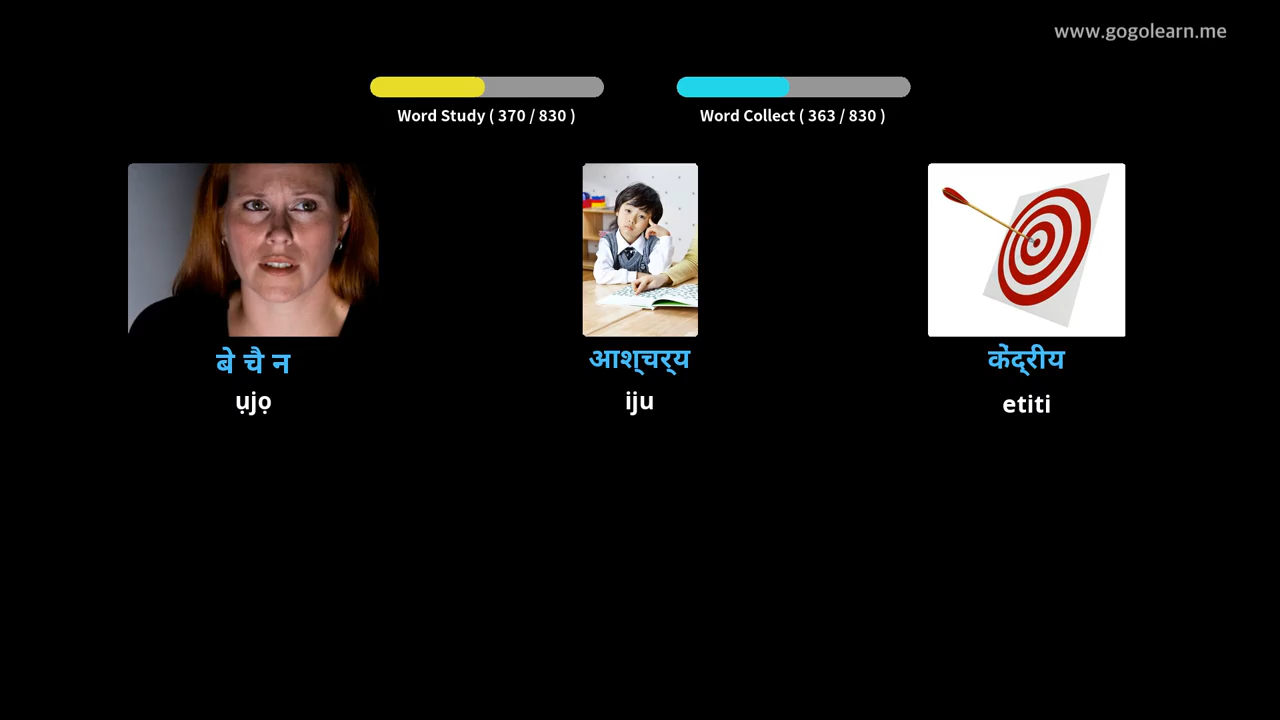 www.gogolearn.me
Word Study ( 370 / 830 )
Word Collect ( 363 / 830 )
बे चै न
आश्चर्य
केंद्रीय
ụjọ
iju
etiti